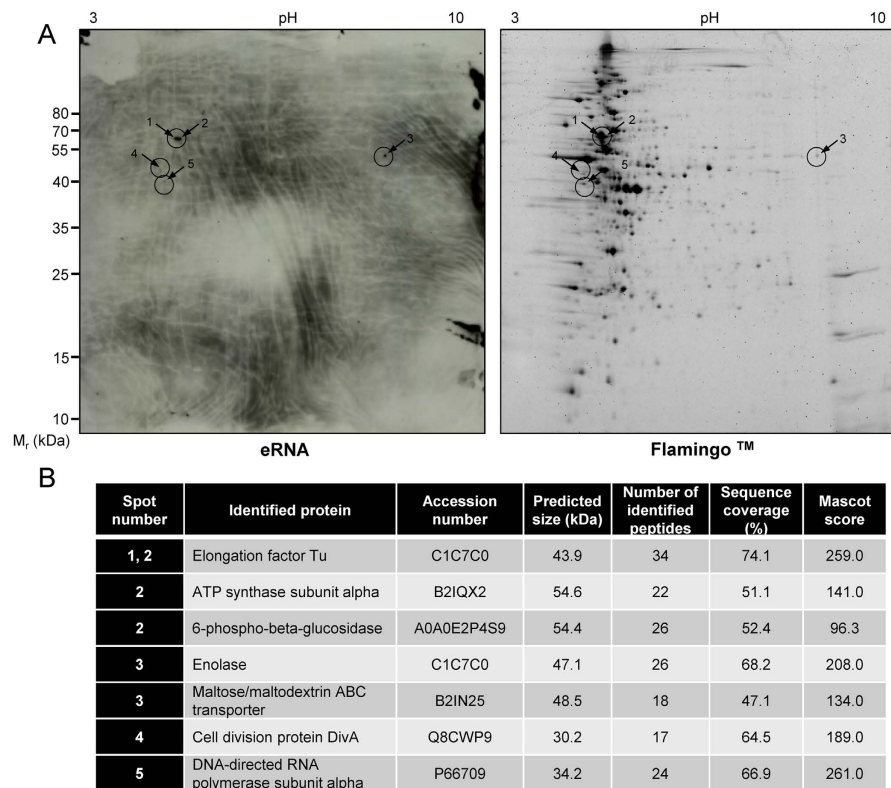 3 pH 10 3 pH 10
A
80
70
55
40
35
25
15
10
1 2 3 4 5
1 2 3 4 5
Mr (kDa)
eRNA Flamingo TM
B
Spot number Identified protein Accession number Predicted size (kDa) Number of identified peptides Sequence coverage (%) Mascot score
1, 2 Elongation factor Tu C1C7C0 43.9 34 74.1 259.0
2 ATP synthase subunit alpha B2IQX2 54.6 22 51.1 141.0
2 6-phospho-beta-glucosidase A0A0E2P4S9 54.4 26 52.4 96.3
3 Enolase C1C7C0 47.1 26 68.2 208.0
3 Maltose/maltodextrin ABC transporter B2IN25 48.5 18 47.1 134.0
4 Cell division protein DivA Q8CWP9 30.2 17 64.5 189.0
5 DNA-directed RNA polymerase subunit alpha P66709 34.2 24 66.9 261.0